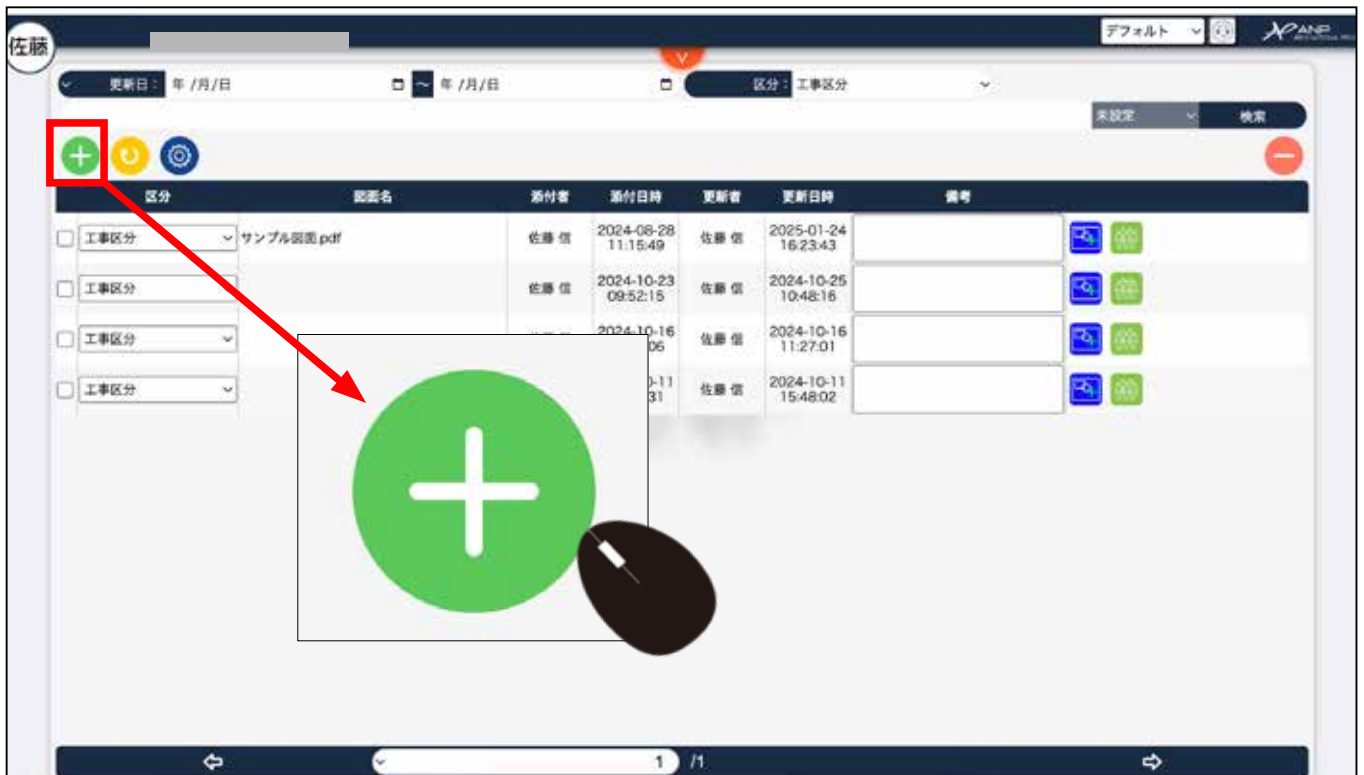 デフォルト
佐藤
更新日： 年 /月/日 ～ 年 /月/日 区分： 工事区分
未設定 検索
区分 図面名 添付者 添付日時 更新者 更新日時 備考
工事区分 サンプル図面.pdf 佐藤 信 2024-08-28 11:15:49 佐藤 信 2025-01-24 16:23:43
工事区分 佐藤 信 2024-10-23 09:52:15 佐藤 信 2024-10-25 10:48:16
工事区分 2024-10-16 06 佐藤 信 2024-10-16 11:27:01
工事区分 0-11 31 佐藤 信 2024-10-11 15:48:02
1 /1